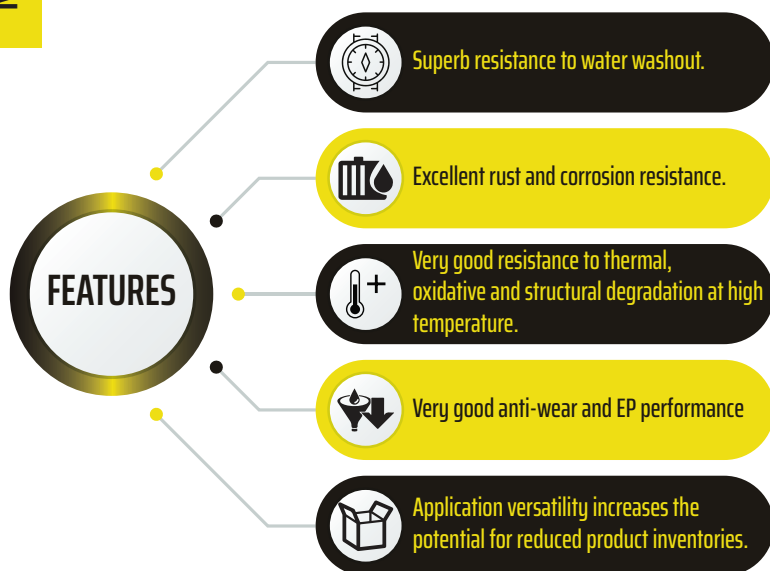 FEATURES
Superb resistance to water washout.
Excellent rust and corrosion resistance.
Very good resistance to thermal,
oxidative and structural degradation at high
temperature.
Very good anti-wear and EP performance
Application versatility increases the
potential for reduced product inventories.